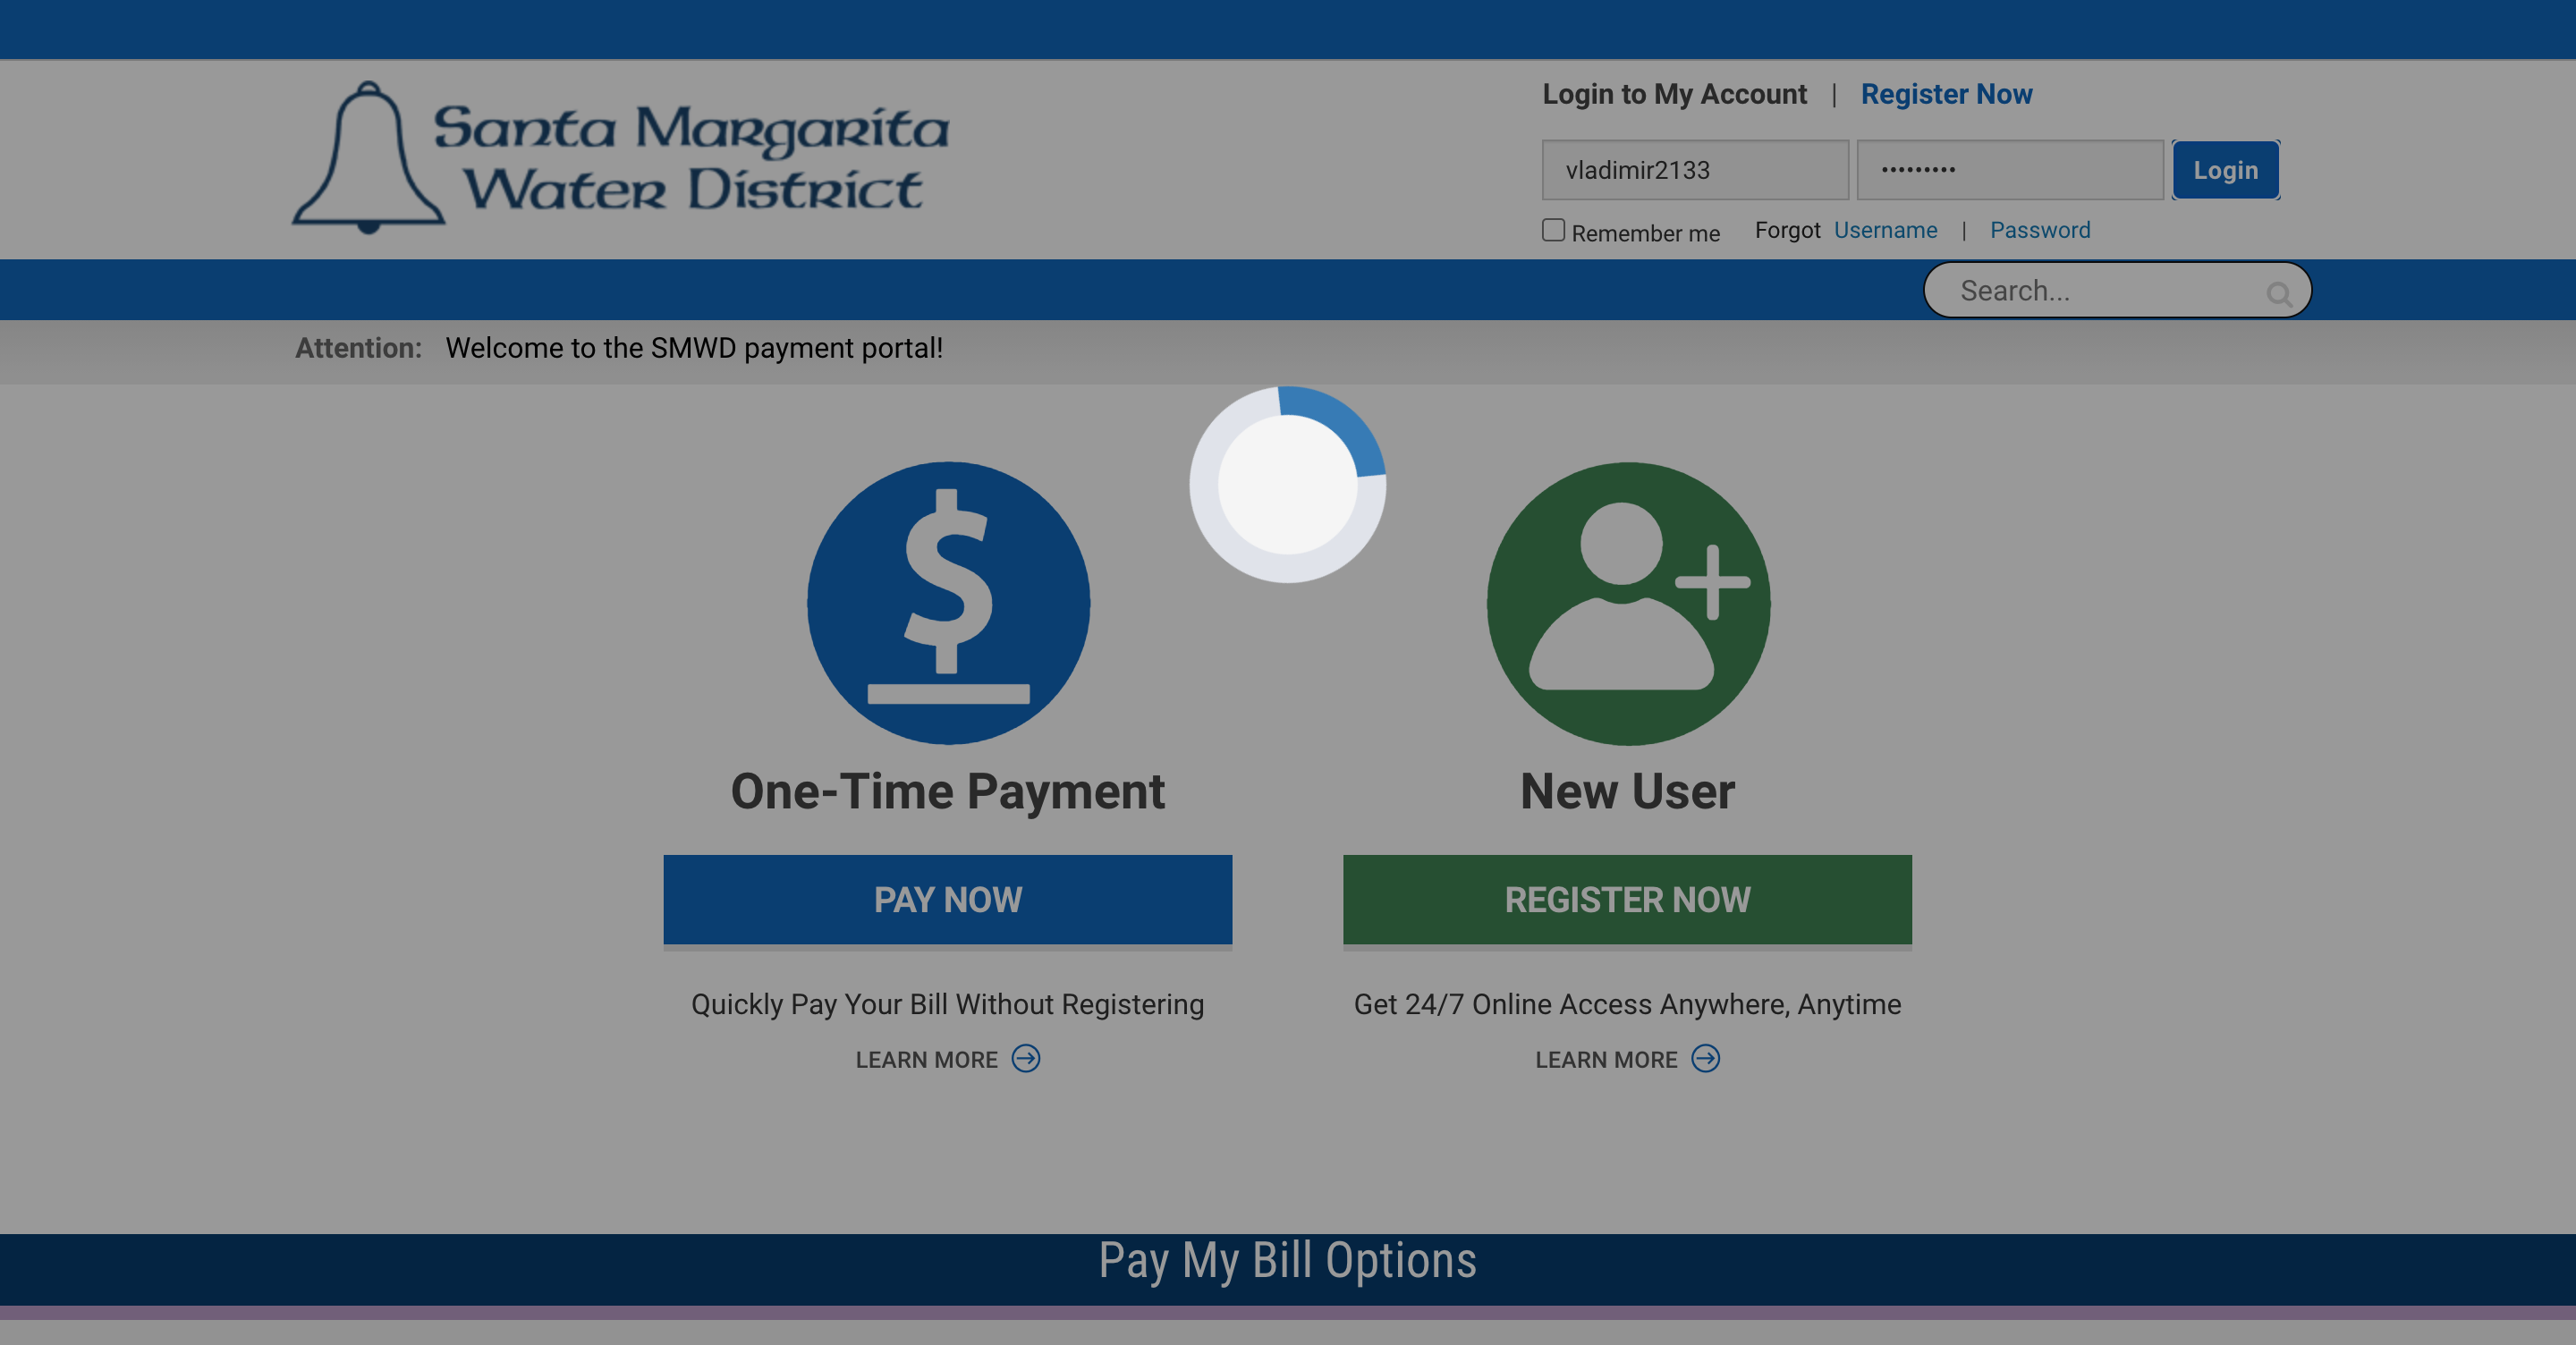 Santa Margarita
Water District
Login to My Account | Register Now
vladimir2133 ••••••••• Login
Remember me Forgot Username | Password
Search...
Attention: Welcome to the SMWD payment portal!
$
One-Time Payment
New User
PAY NOW
REGISTER NOW
Quickly Pay Your Bill Without Registering
Get 24/7 Online Access Anywhere, Anytime
LEARN MORE
LEARN MORE
Pay My Bill Options